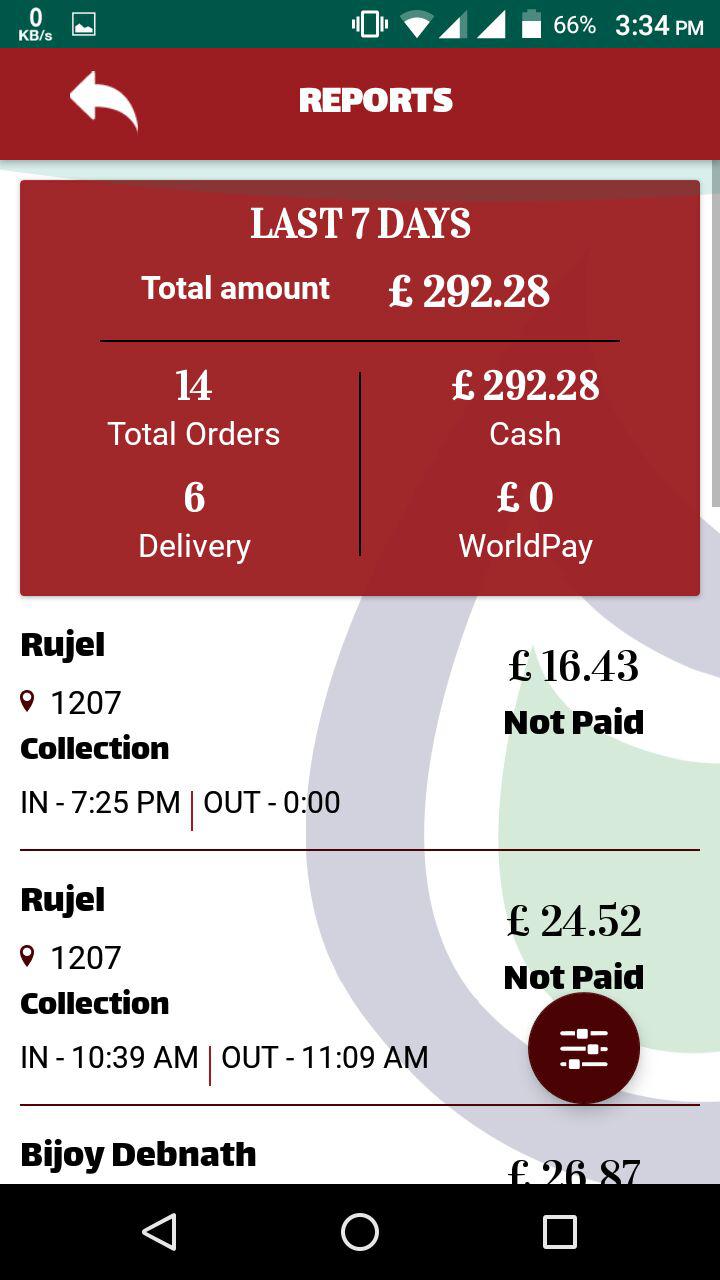 0
KB/s
66%
3:34 PM
REPORTS
LAST 7 DAYS
Total amount £ 292.28
14
Total Orders
£ 292.28
Cash
6
Delivery
£ 0
WorldPay
Rujel
£ 16.43
1207
Not Paid
Collection
IN - 7:25 PM | OUT - 0:00
Rujel
£ 24.52
1207
Not Paid
Collection
IN - 10:39 AM | OUT - 11:09 AM
Bijoy Debnath
£ 26.87